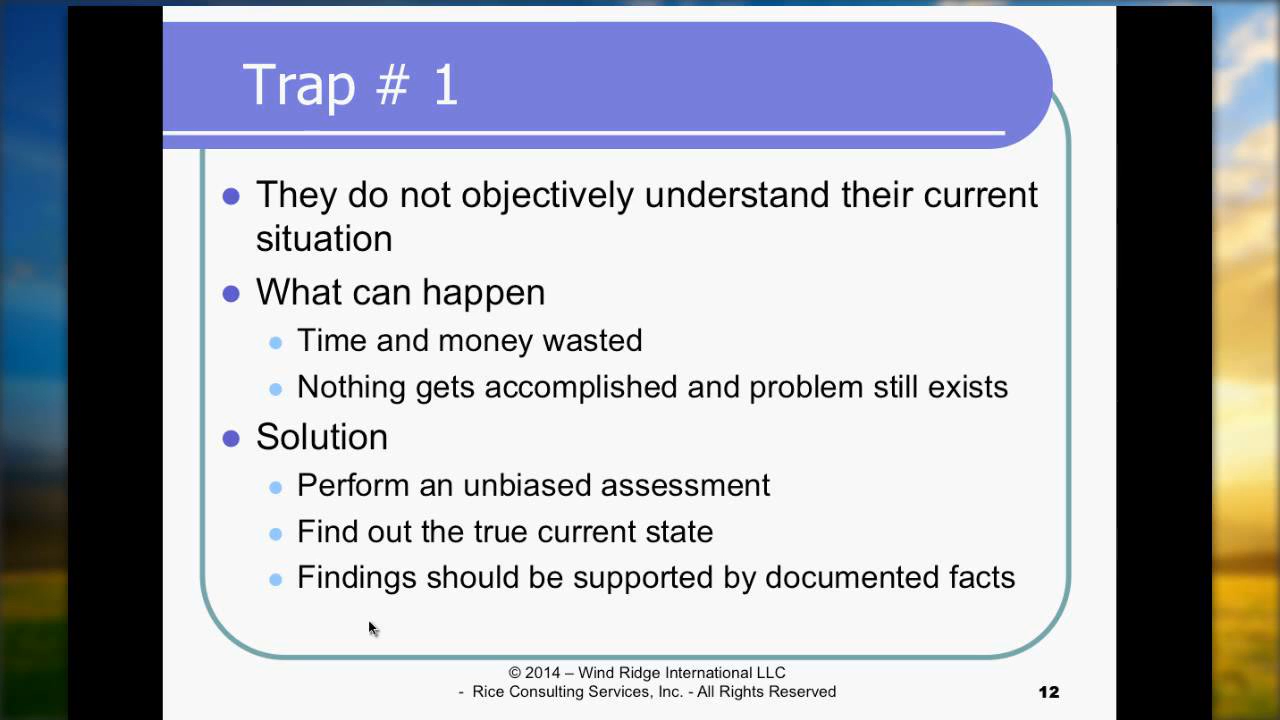 Trap # 1
They do not objectively understand their current
situation
What can happen
Time and money wasted
Nothing gets accomplished and problem still exists
Solution
Perform an unbiased assessment
Find out the true current state
Findings should be supported by documented facts
© 2014 – Wind Ridge International LLC
- Rice Consulting Services, Inc. - All Rights Reserved
12